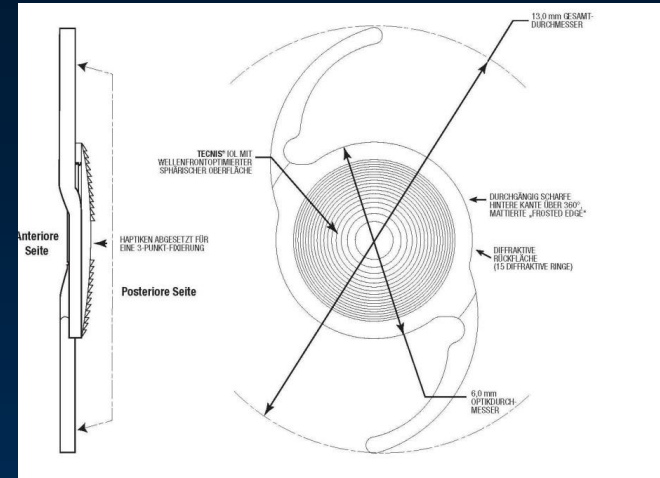 13,0 mm GESAMT-
DURCHMESSER
TECNIS® IOL MIT
WELLENFRONTOPTIMIERTER
SPHÄRISCHER OBERFLÄCHE
DURCHGÄNGIG SCHARFE
HINTERE KANTE ÜBER 360°,
MATTIERTE „FROSTED EDGE“
Anteriore
Seite
HAPTIKEN ABGESETZT FÜR
EINE 3-PUNKT-FIXIERUNG
DIFFRAKTIVE
RÜCKFLÄCHE
(15 DIFFRAKTIVE RINGE)
Posteriore Seite
6,0 mm
OPTIKDURCH-
MESSER